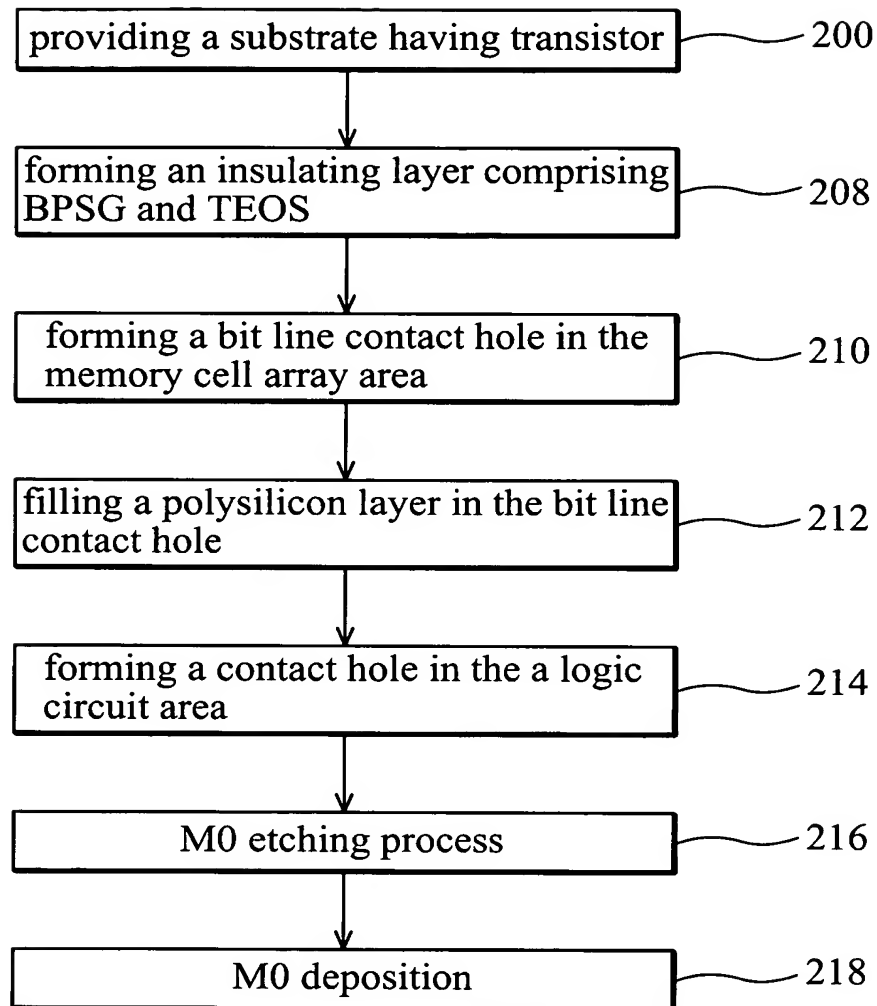 providing a substrate having transistor
200
forming an insulating layer comprising
BPSG and TEOS
208
forming a bit line contact hole in the
memory cell array area
210
filling a polysilicon layer in the bit line
contact hole
212
forming a contact hole in the a logic
circuit area
214
M0 etching process
216
M0 deposition
218